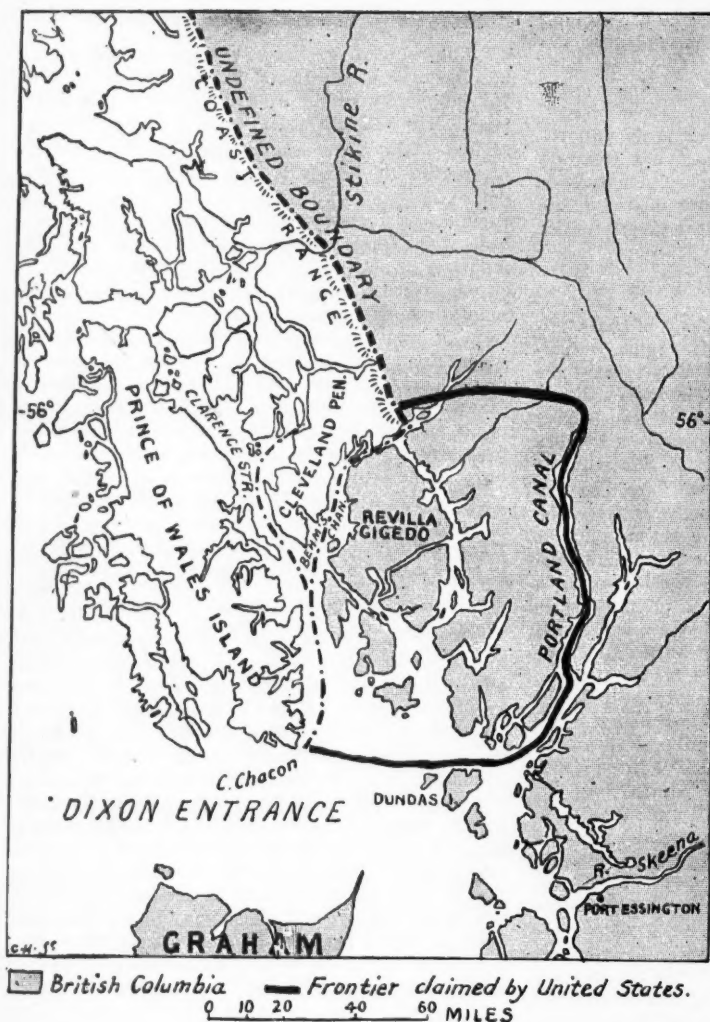 UNDEFINED BOUNDARY
COAST RANGE
Stikine R.
-56°
56°-
PRINCE OF WALES ISLAND
CLARENCE STR.
CLEVELAND PEN.
BEHM'S CHAN.
REVILLA
GIGEDO
PORTLAND CANAL
C. Chacon
DIXON ENTRANCE
DUNDAS
R. Skeena
PORT ESSINGTON
GRAHAM
British Columbia
Frontier claimed by United States.
0 10 20 40 60
MILES